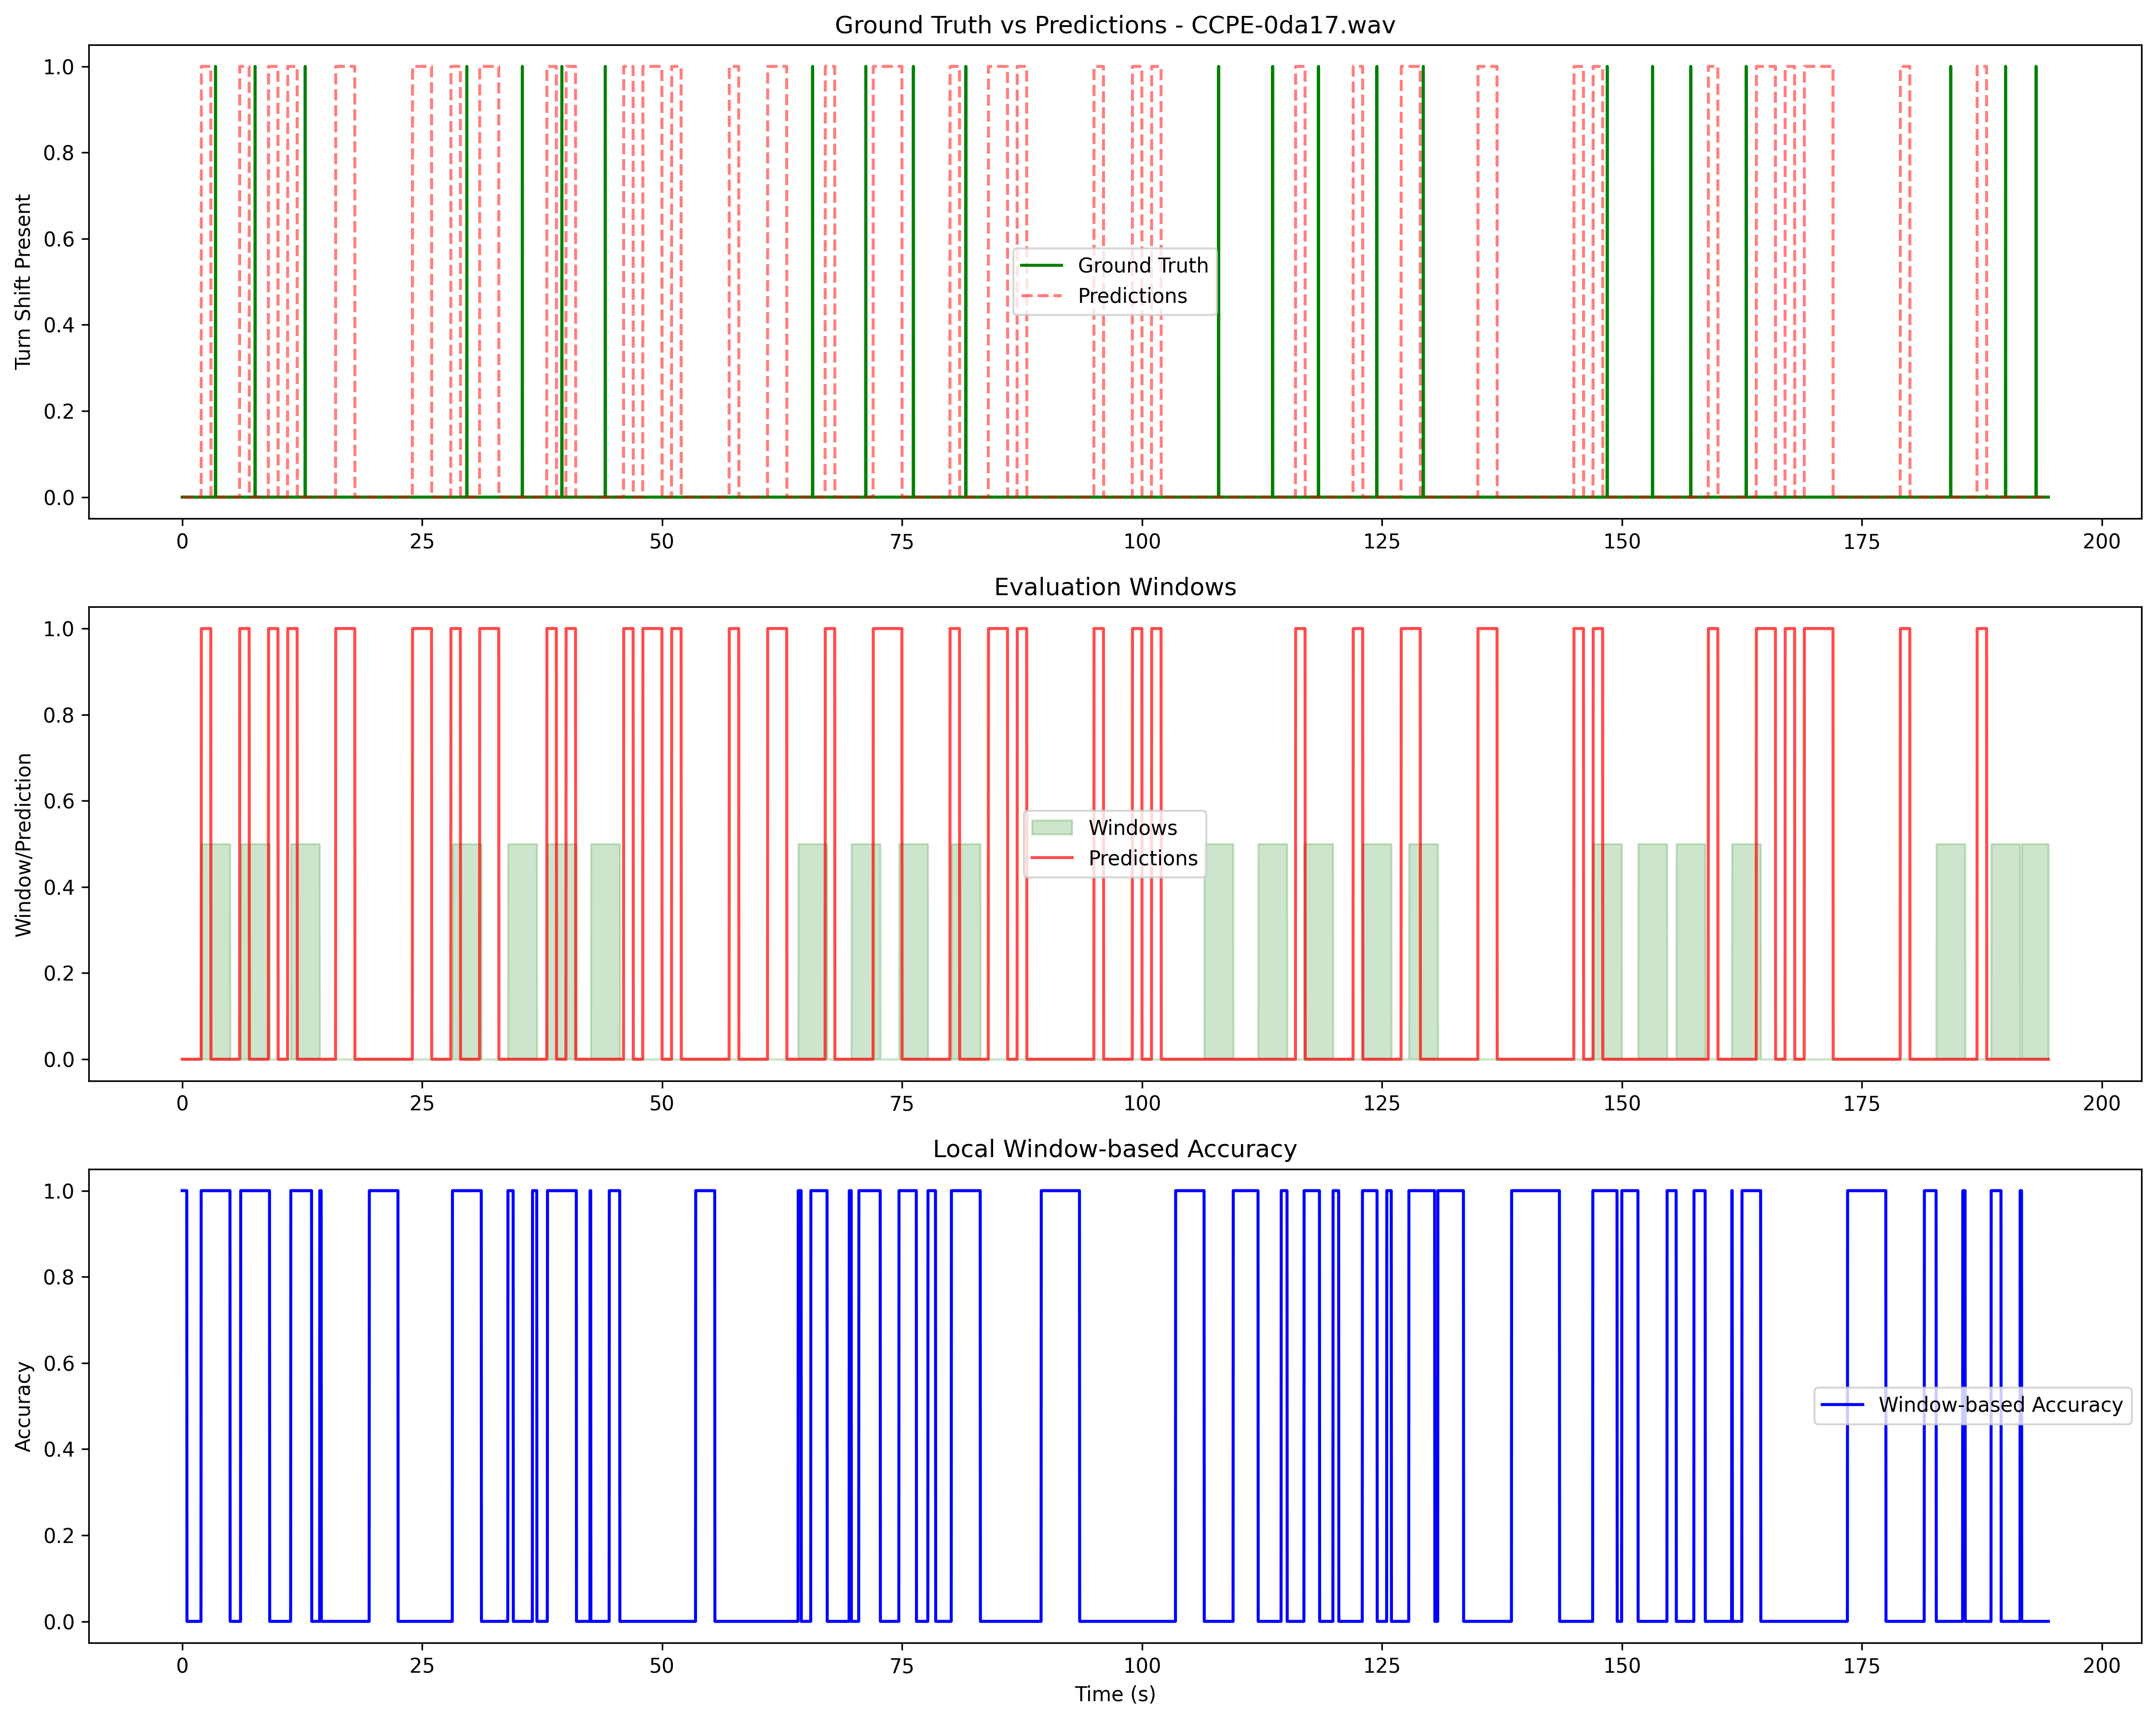 Ground Truth vs Predictions - CCPE-0da17.wav
Turn Shift Present
1.0
0.8
0.6
0.4
0.2
0.0
Ground Truth
Predictions
0 25 50 75 100 125 150 175 200
Evaluation Windows
Window/Prediction
1.0
0.8
0.6
0.4
0.2
0.0
Windows
Predictions
0 25 50 75 100 125 150 175 200
Local Window-based Accuracy
Accuracy
1.0
0.8
0.6
0.4
0.2
0.0
Window-based Accuracy
0 25 50 75 100 125 150 175 200
Time (s)